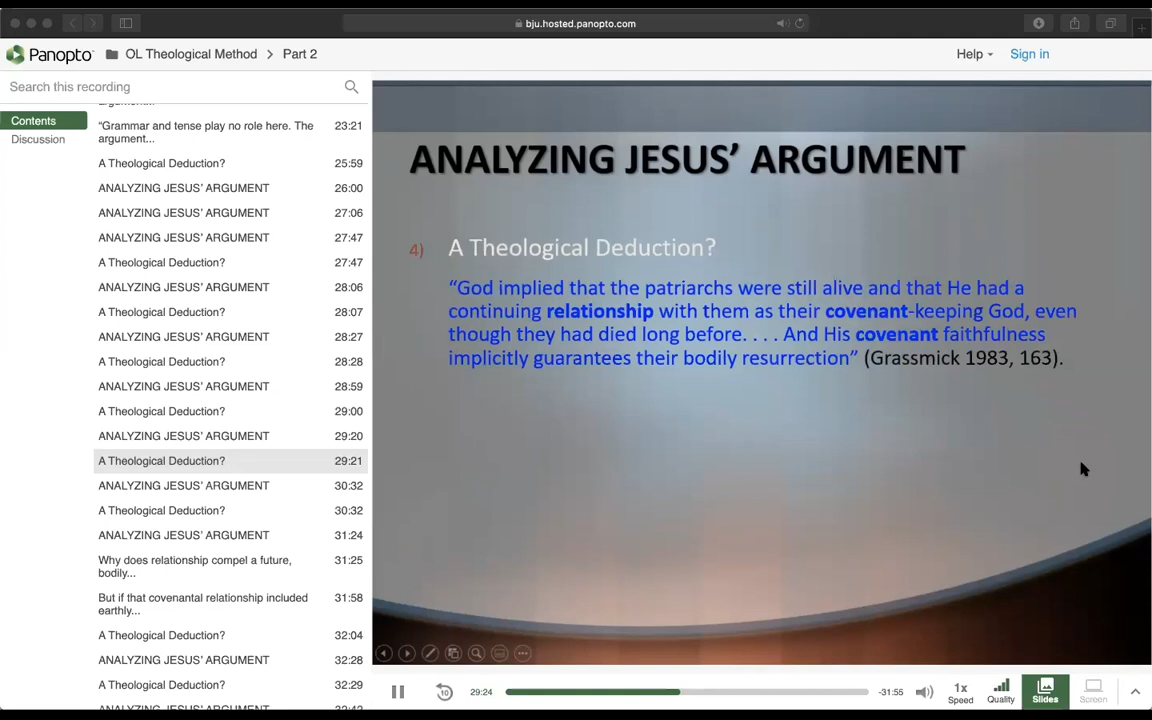 bju.hosted.panopto.com
Panopto
OL Theological Method > Part 2
Help
Sign in
Search this recording
Contents
Discussion
argument...
"Grammar and tense play no role here. The 23:21
argument...
A Theological Deduction? 25:59
ANALYZING JESUS' ARGUMENT 26:00
ANALYZING JESUS' ARGUMENT 27:06
ANALYZING JESUS' ARGUMENT 27:47
A Theological Deduction? 27:47
ANALYZING JESUS' ARGUMENT 28:06
A Theological Deduction? 28:07
ANALYZING JESUS' ARGUMENT 28:27
A Theological Deduction? 28:28
ANALYZING JESUS' ARGUMENT 28:59
A Theological Deduction? 29:00
ANALYZING JESUS' ARGUMENT 29:20
A Theological Deduction? 29:21
ANALYZING JESUS' ARGUMENT 30:32
A Theological Deduction? 30:32
ANALYZING JESUS' ARGUMENT 31:24
Why does relationship compel a future, 31:25
bodily...
But if that covenantal relationship included 31:58
earthly...
A Theological Deduction? 32:04
ANALYZING JESUS' ARGUMENT 32:28
A Theological Deduction? 32:29
ANALYZING JESUS' ARGUMENT 32:42
ANALYZING JESUS' ARGUMENT
4) A Theological Deduction?
"God implied that the patriarchs were still alive and that He had a
continuing relationship with them as their covenant-keeping God, even
though they had died long before. . . . And His covenant faithfulness
implicitly guarantees their bodily resurrection" (Grassmick 1983, 163).
10
29:24
-31:55
1x
Speed
Quality
Slides
Screen